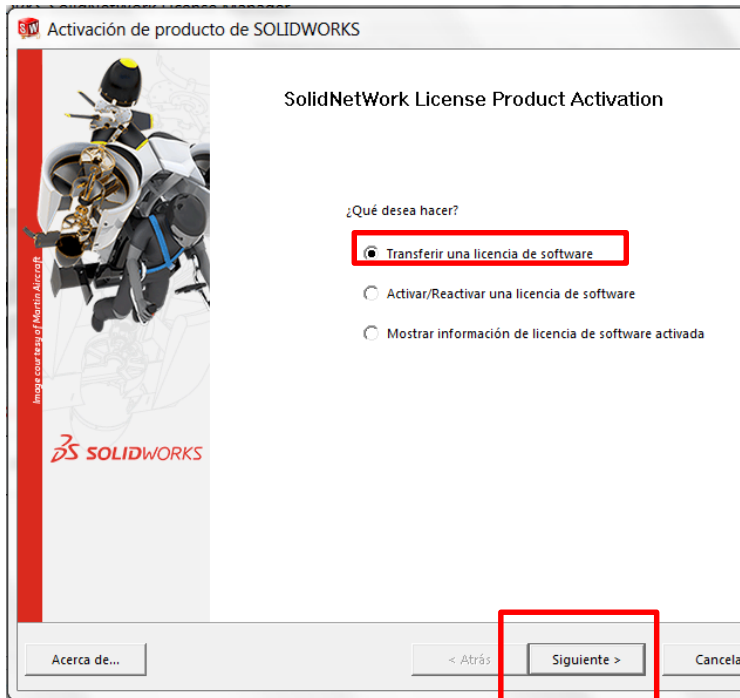 Activación de producto de SOLIDWORKS
SolidNetWork License Product Activation
¿Qué desea hacer?
Transferir una licencia de software
Activar/Reactivar una licencia de software
Mostrar información de licencia de software activada
Image courtesy of Martin Aircraft
SOLIDWORKS
Acerca de...
< Atrás
Siguiente >
Cancela